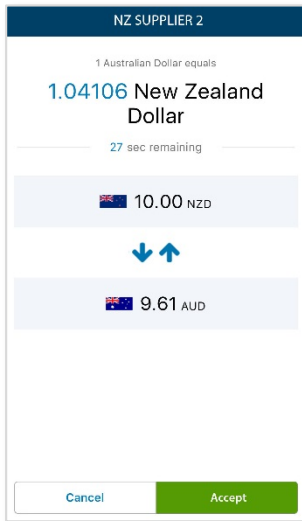 NZ SUPPLIER 2
1 Australian Dollar equals
1.04106 New Zealand
Dollar
27 sec remaining
10.00 NZD
9.61 AUD
Cancel Accept